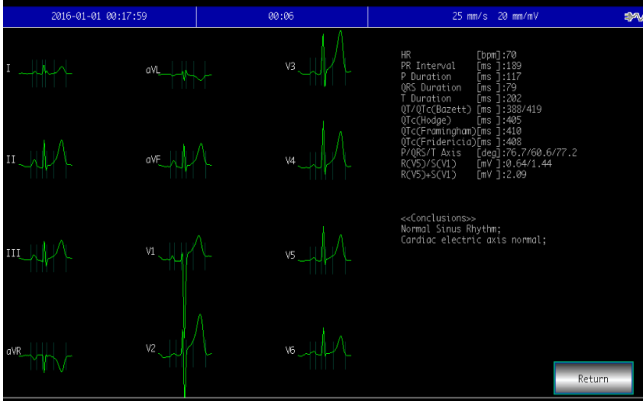 2016-01-01 00:17:59
00:06
25 mm/s 20 mm/mV
I
aVL
V3
II
aVF
V4
III
V1
V5
aVR
V2
V6
HR [bpm]:70
PR Interval [ms ]:189
P Duration [ms ]:117
QRS Duration [ms ]:79
T Duration [ms ]:202
QT/QTc(Bazett) [ms ]:388/419
QTc(Hodge) [ms ]:405
QTc(Framingham)[ms ]:410
QTc(Fridericia)[ms ]:408
P/QRS/T Axis [deg]:76.7/60.6/77.2
R(V5)/S(V1) [mV ]:0.64/1.44
R(V5)+S(V1) [mV ]:2.09
<<Conclusions>>
Normal Sinus Rhythm;
Cardiac electric axis normal;
Return